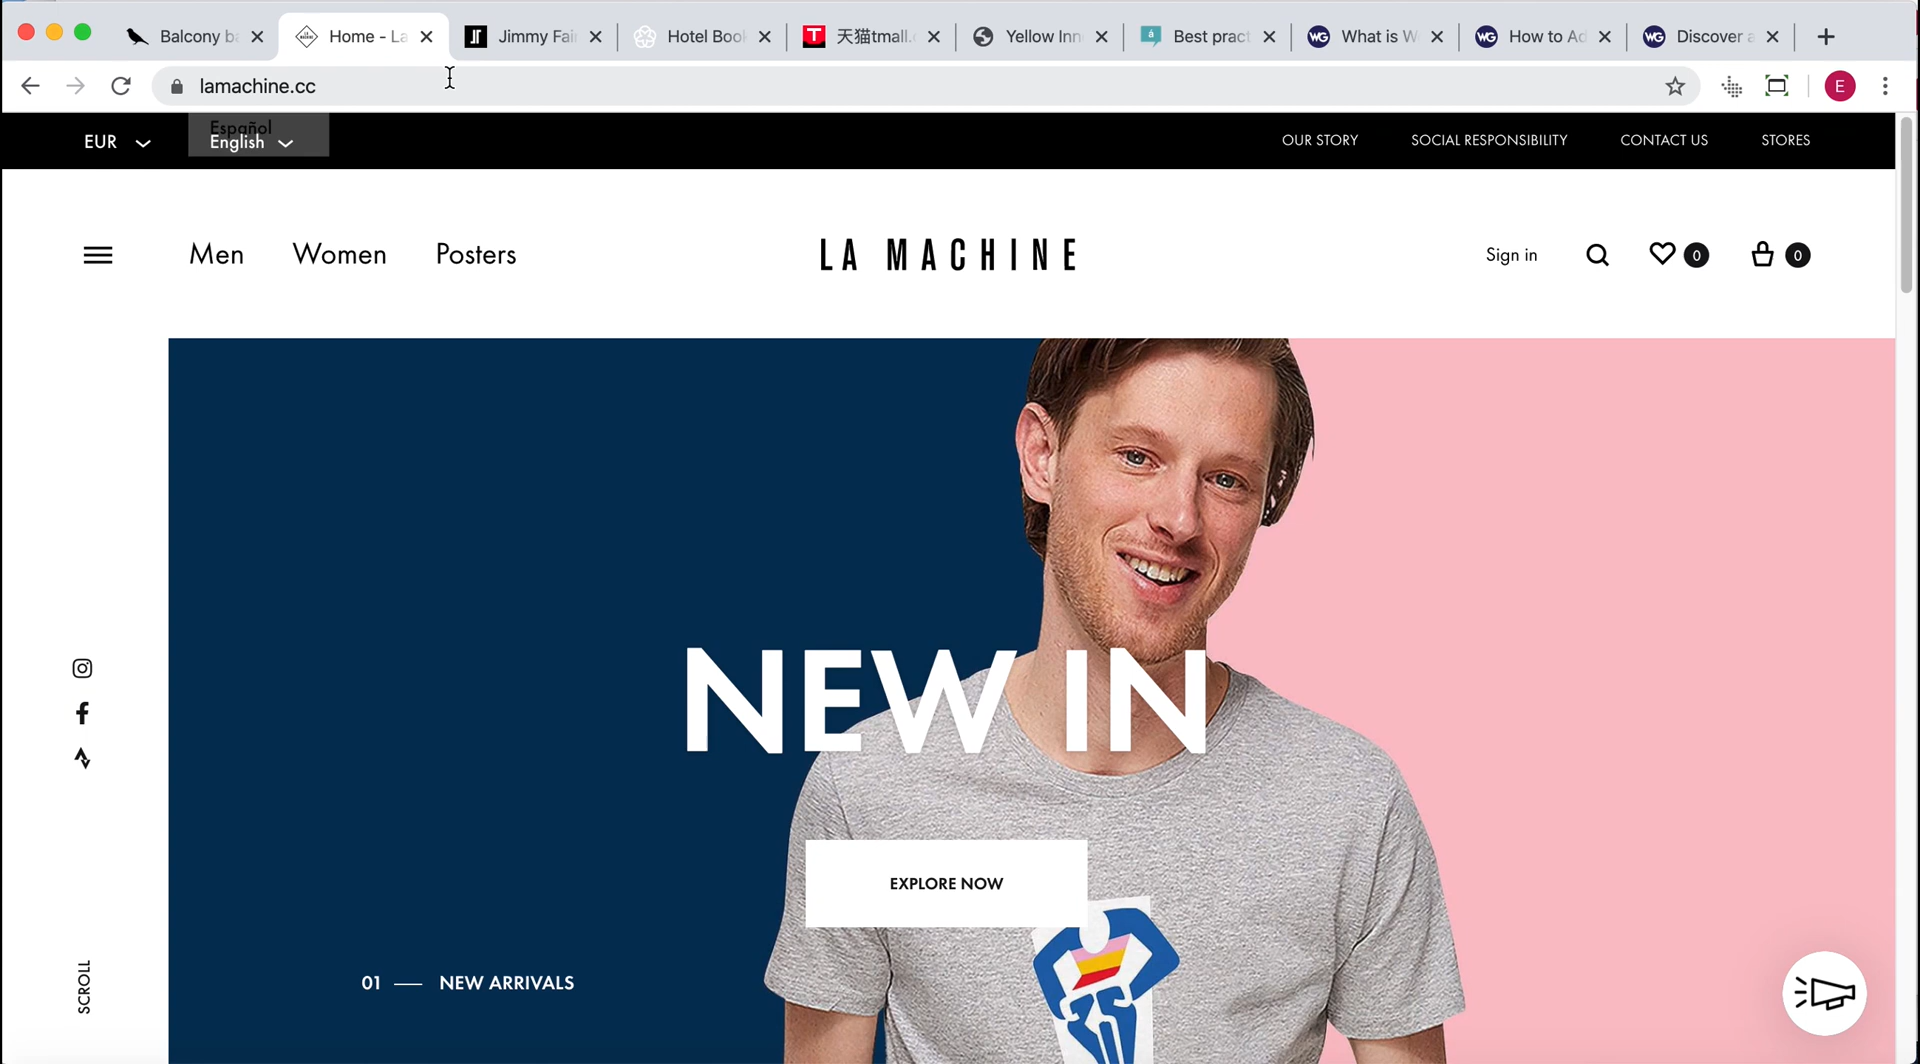 Balcony b
Home - La
Jimmy Fair
Hotel Book
天猫tmall.
Yellow Inn
Best pract
What is W
How to Ad
Discover a
lamachine.cc
E
EUR
Español
English
OUR STORY
SOCIAL RESPONSIBILITY
CONTACT US
STORES
Men
Women
Posters
LA MACHINE
Sign in
0
0
NEW IN
EXPLORE NOW
01 — NEW ARRIVALS
SCROLL